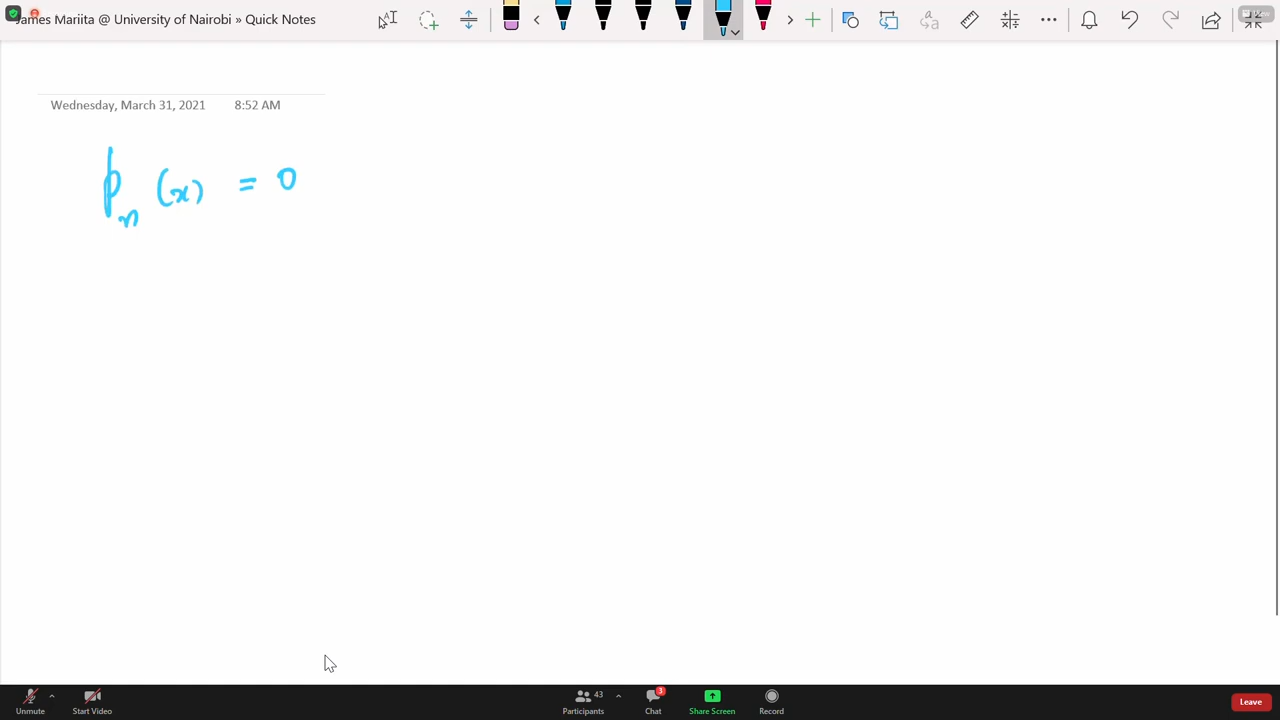 James Mariita @ University of Nairobi » Quick Notes
View
Wednesday, March 31, 2021 8:52 AM
pₙ (x) = 0
Unmute
Start Video
43
Participants
3
Chat
Share Screen
Record
Leave